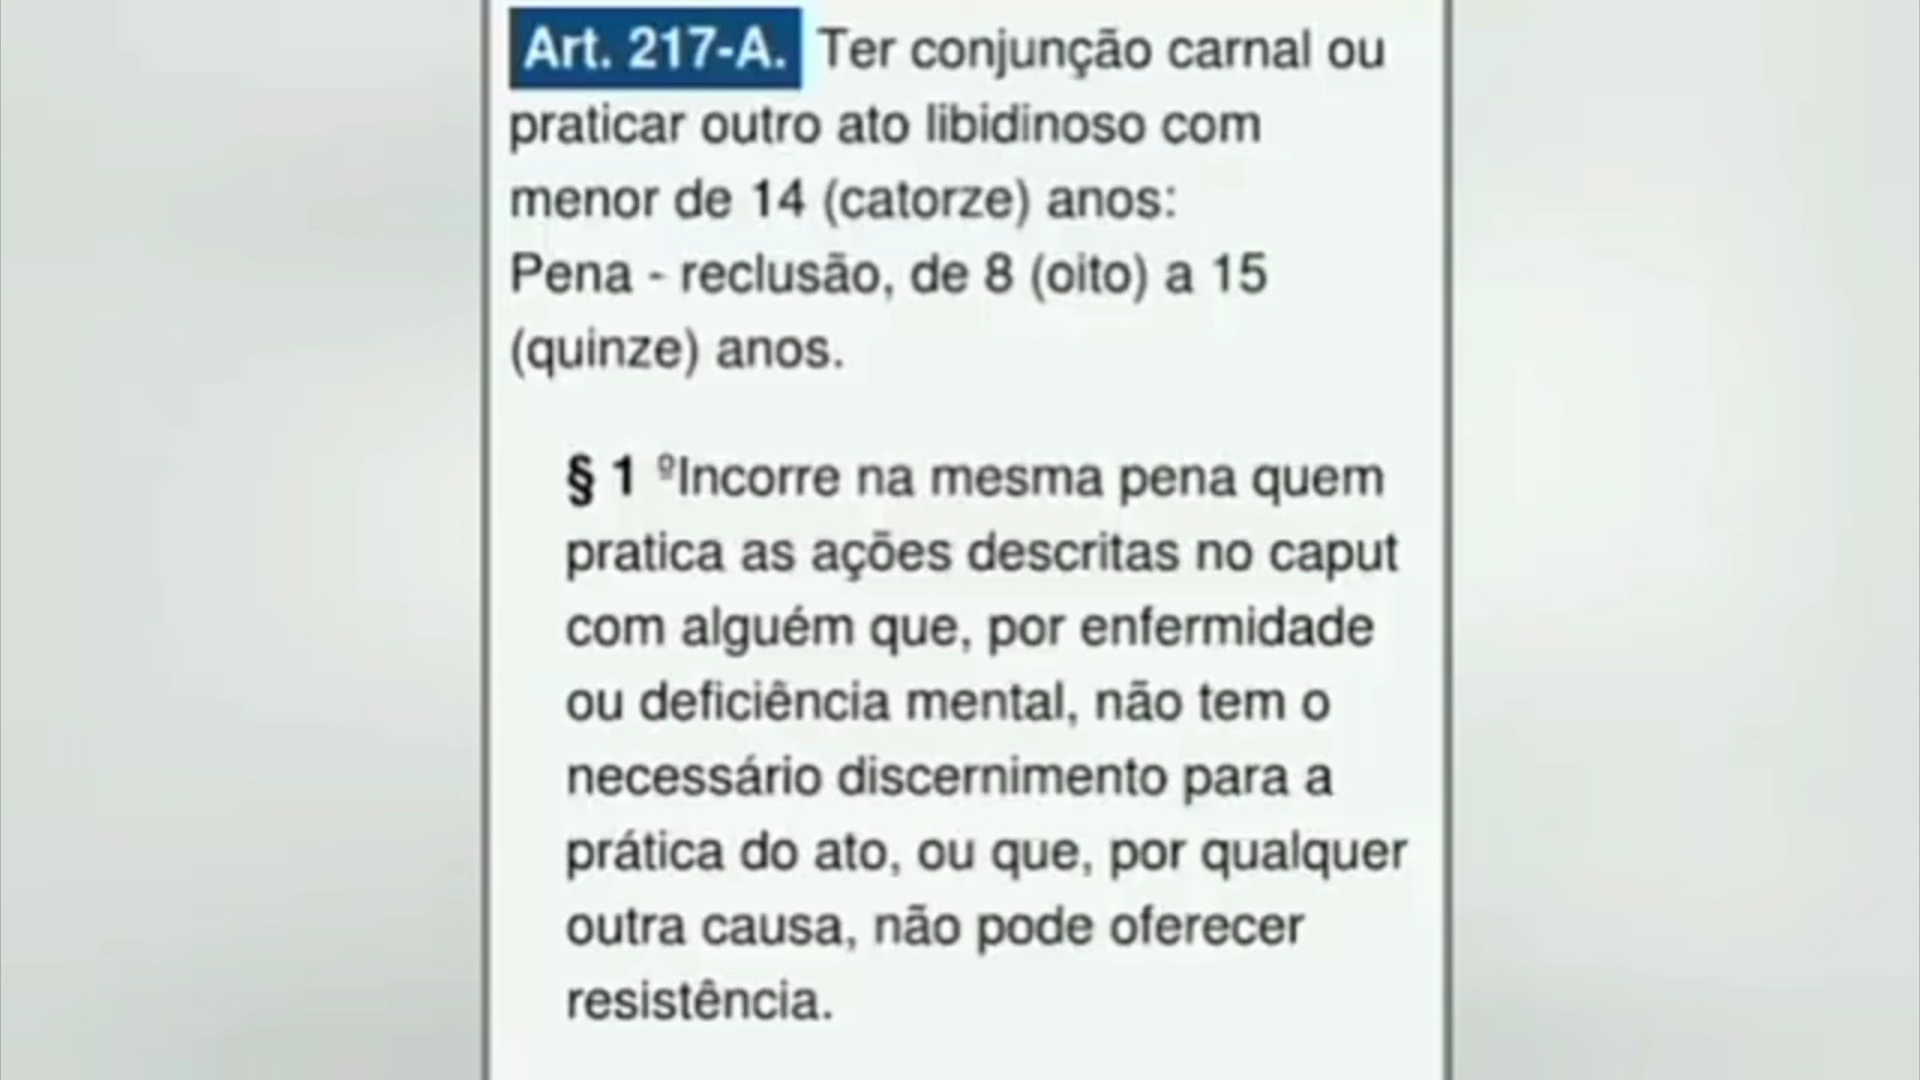 Art. 217-A. Ter conjunção carnal ou
praticar outro ato libidinoso com
menor de 14 (catorze) anos:
Pena - reclusão, de 8 (oito) a 15
(quinze) anos.
§ 1 ºIncorre na mesma pena quem
pratica as ações descritas no caput
com alguém que, por enfermidade
ou deficiência mental, não tem o
necessário discernimento para a
prática do ato, ou que, por qualquer
outra causa, não pode oferecer
resistência.